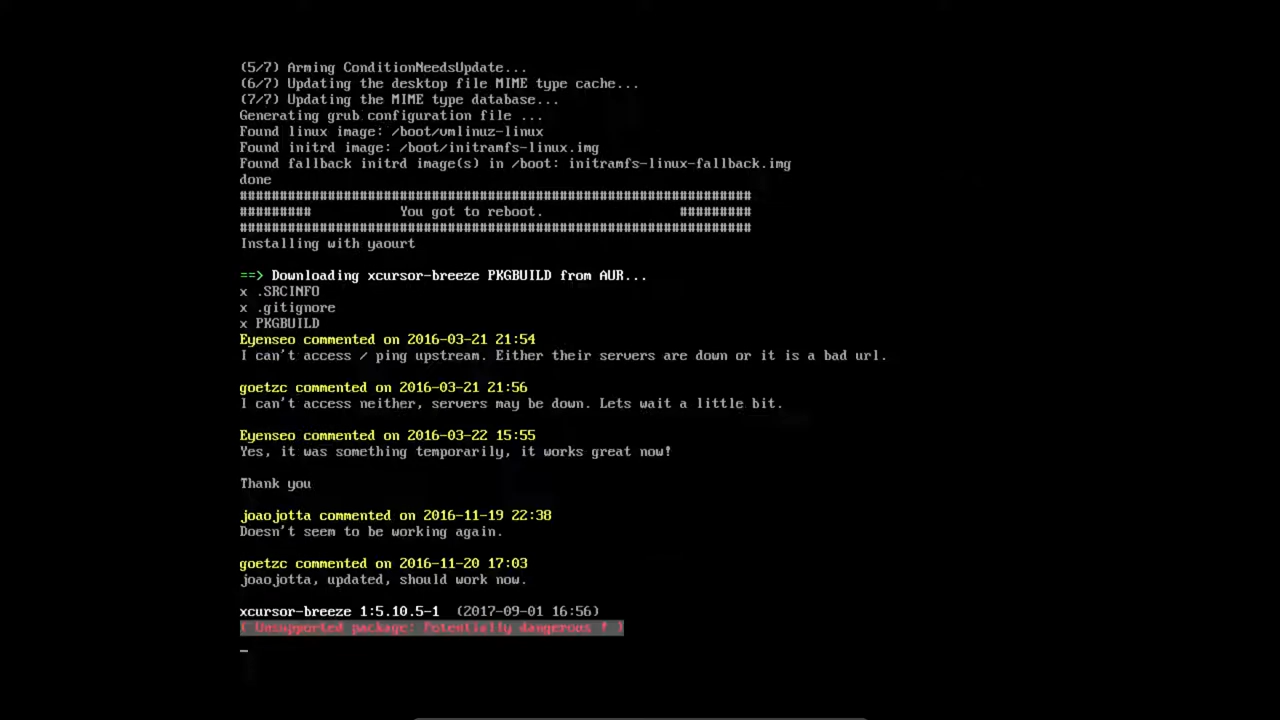 (5/7) Arming ConditionNeedsUpdate...
(6/7) Updating the desktop file MIME type cache...
(7/7) Updating the MIME type database...
Generating grub configuration file ...
Found linux image: /boot/vmlinuz-linux
Found initrd image: /boot/initramfs-linux.img
Found fallback initrd image(s) in /boot: initramfs-linux-fallback.img
done
################################################################
#########           You got to reboot.                 #########
################################################################
Installing with yaourt
==> Downloading xcursor-breeze PKGBUILD from AUR...
x .SRCINFO
x .gitignore
x PKGBUILD
Eyenseo commented on 2016-03-21 21:54
I can't access / ping upstream. Either their servers are down or it is a bad url.
goetzc commented on 2016-03-21 21:56
I can't access neither, servers may be down. Lets wait a little bit.
Eyenseo commented on 2016-03-22 15:55
Yes, it was something temporarily, it works great now!
Thank you
joaojotta commented on 2016-11-19 22:38
Doesn't seem to be working again.
goetzc commented on 2016-11-20 17:03
joaojotta, updated, should work now.
xcursor-breeze 1:5.10.5-1  (2017-09-01 16:56)
( Unsupported package: Potentially dangerous ! )
_